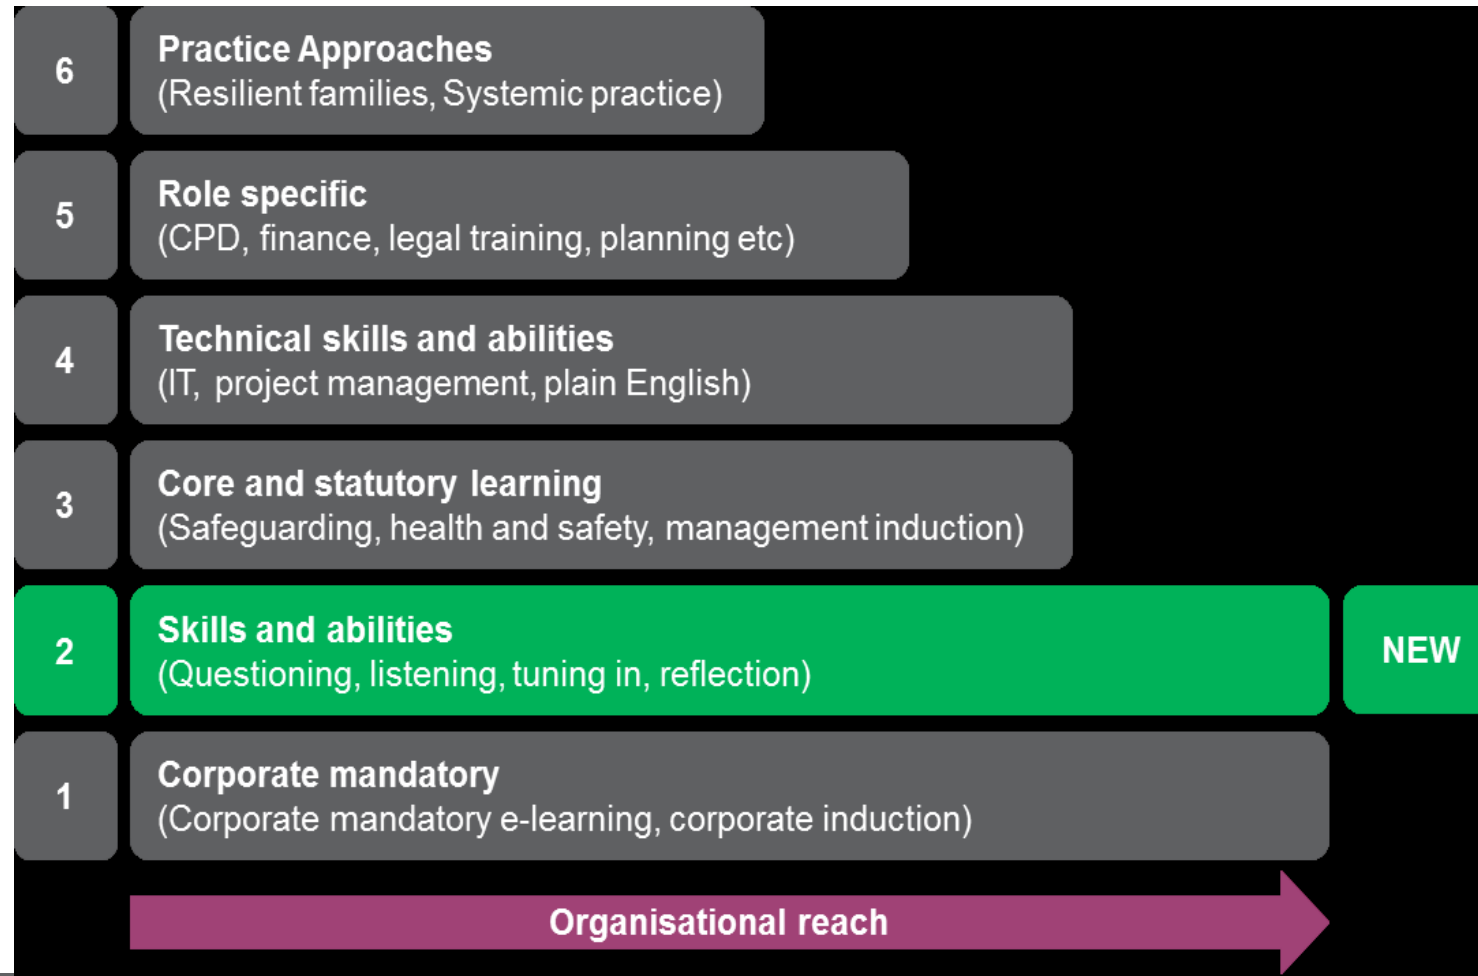 6
Practice Approaches
(Resilient families, Systemic practice)
5
Role specific
(CPD, finance, legal training, planning etc)
4
Technical skills and abilities
(IT, project management, plain English)
3
Core and statutory learning
(Safeguarding, health and safety, management induction)
2
Skills and abilities
(Questioning, listening, tuning in, reflection)
NEW
1
Corporate mandatory
(Corporate mandatory e-learning, corporate induction)
Organisational reach